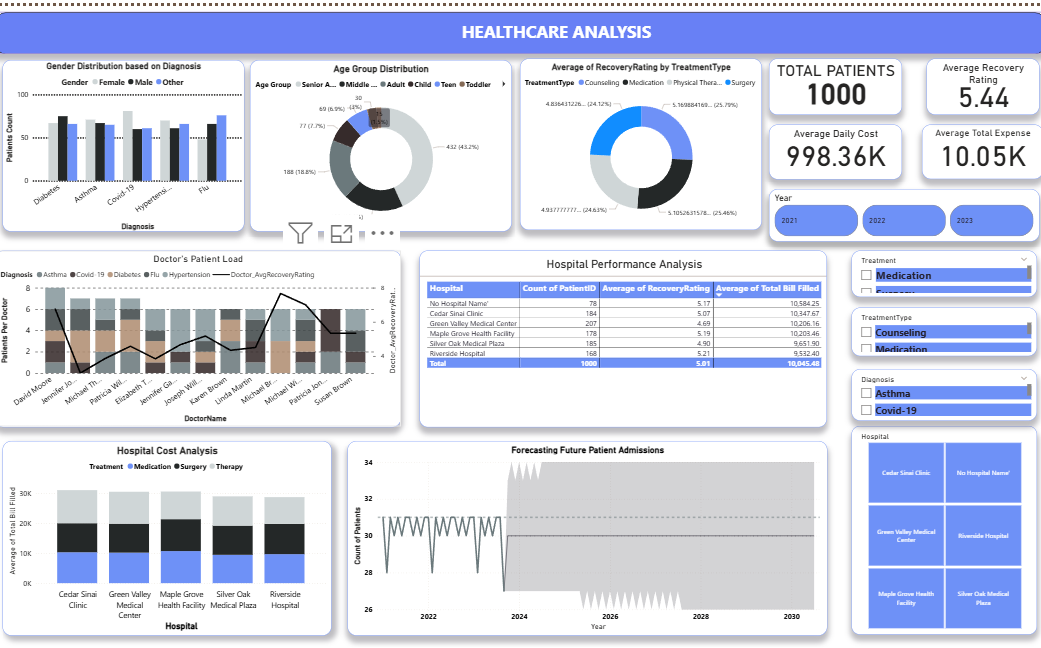 HEALTHCARE ANALYSIS
Gender Distribution based on Diagnosis
Gender Female Male Other
Patients Count
100
50
0
Diabetes
Asthma
Covid-19
Hypertensi...
Flu
Diagnosis
Age Group Distribution
Age Group Senior A... Middle ... Adult Child Teen Toddler
30
(3%)
69 (6.9%)
77 (7.7%)
188 (18.8%)
432 (43.2%)
Average of RecoveryRating by TreatmentType
TreatmentType Counseling Medication Physical Thera... Surgery
4.836431226... (24.12%)
5.169884169... (25.79%)
4.937777777... (24.63%)
5.1052631578... (25.46%)
TOTAL PATIENTS
1000
Average Recovery
Rating
5.44
Average Daily Cost
998.36K
Average Total Expense
10.05K
Year
2021
2022
2023
Doctor's Patient Load
Diagnosis Asthma Covid-19 Diabetes Flu Hypertension Doctor_AvgRecoveryRating
Patients Per Doctor
8
6
4
2
0
8
6
4
Doctor_AvgRecoveryRat...
David Moore
Jennifer Jo...
Michael Th...
Patricia Wil...
Elizabeth T...
Jennifer Ga...
Joseph Will...
Karen Brown
Linda Martin
Michael Br...
Michael Wi...
Patricia Jon...
Susan Brown
DoctorName
Hospital Performance Analysis
Hospital Count of PatientID Average of RecoveryRating Average of Total Bill Filled
No Hospital Name' 78 5.17 10,584.25
Cedar Sinai Clinic 184 5.07 10,347.67
Green Valley Medical Center 207 4.69 10,206.16
Maple Grove Health Facility 178 5.19 10,203.46
Silver Oak Medical Plaza 185 4.90 9,651.90
Riverside Hospital 168 5.21 9,532.40
Total 1000 5.01 10,045.48
Treatment
Medication
TreatmentType
Counseling
Medication
Diagnosis
Asthma
Covid-19
Hospital
Cedar Sinai Clinic
No Hospital Name'
Green Valley Medical
Center
Riverside Hospital
Maple Grove Health
Facility
Silver Oak Medical
Plaza
Hospital Cost Analysis
Treatment Medication Surgery Therapy
Average of Total Bill Filled
30K
20K
10K
0K
Cedar Sinai
Clinic
Green Valley
Medical
Center
Maple Grove
Health Facility
Silver Oak
Medical Plaza
Riverside
Hospital
Hospital
Forecasting Future Patient Admissions
Count of Patients
34
32
30
28
26
2022
2024
2026
2028
2030
Year